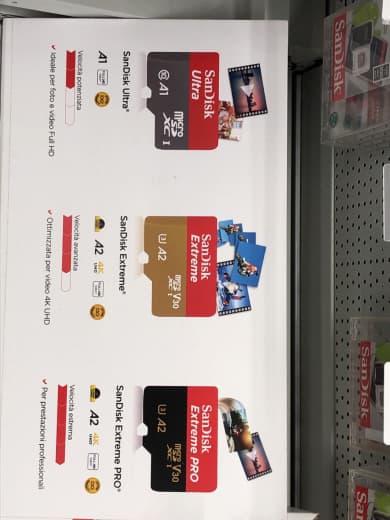 SanDisk
Ultra
A1
micro
SD
XC I
SanDisk Ultra®
A1
Velocità potenziata
Ideale per foto e video Full HD
SanDisk
Extreme
U3 A2
V30
micro
SD
XC I
SanDisk Extreme®
A2
4K
UHD
Velocità avanzata
Ottimizzata per video 4K UHD
SanDisk
Extreme PRO
U3 A2
V30
micro
SD
XC I
SanDisk Extreme PRO®
A2
4K
UHD
Velocità estrema
Per prestazioni professionali
SanDisk
SanDisk